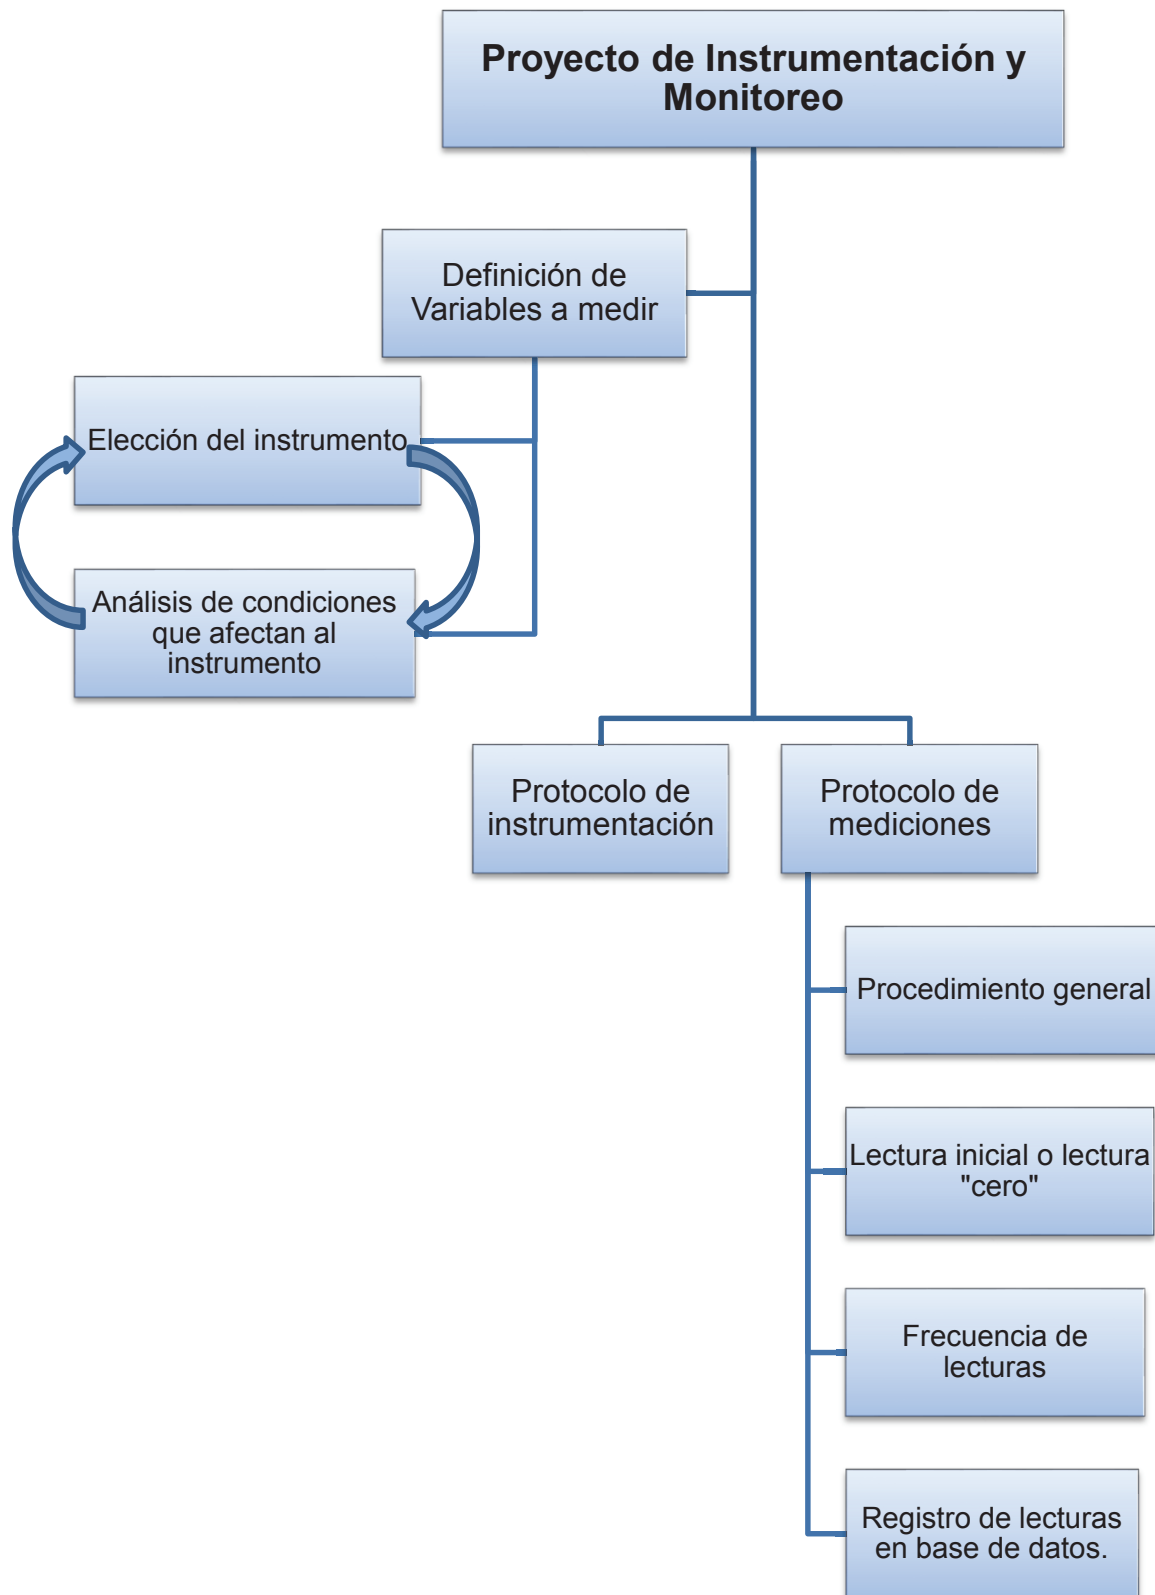 Proyecto de Instrumentación y
Monitoreo
Definición de
Variables a medir
Elección del instrumento
Análisis de condiciones
que afectan al
instrumento
Protocolo de
instrumentación
Protocolo de
mediciones
Procedimiento general
Lectura inicial o lectura
"cero"
Frecuencia de
lecturas
Registro de lecturas
en base de datos.